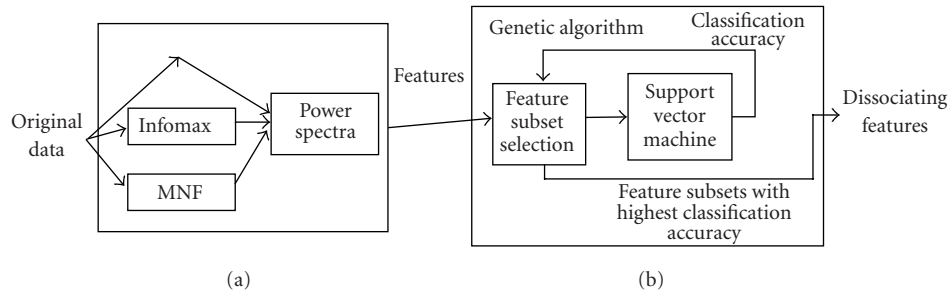 Original
data
Infomax
MNF
Power
spectra
(a)
Features
Genetic algorithm
Classification
accuracy
Feature
subset
selection
Support
vector
machine
Feature subsets with
highest classification
accuracy
(b)
Dissociating
features